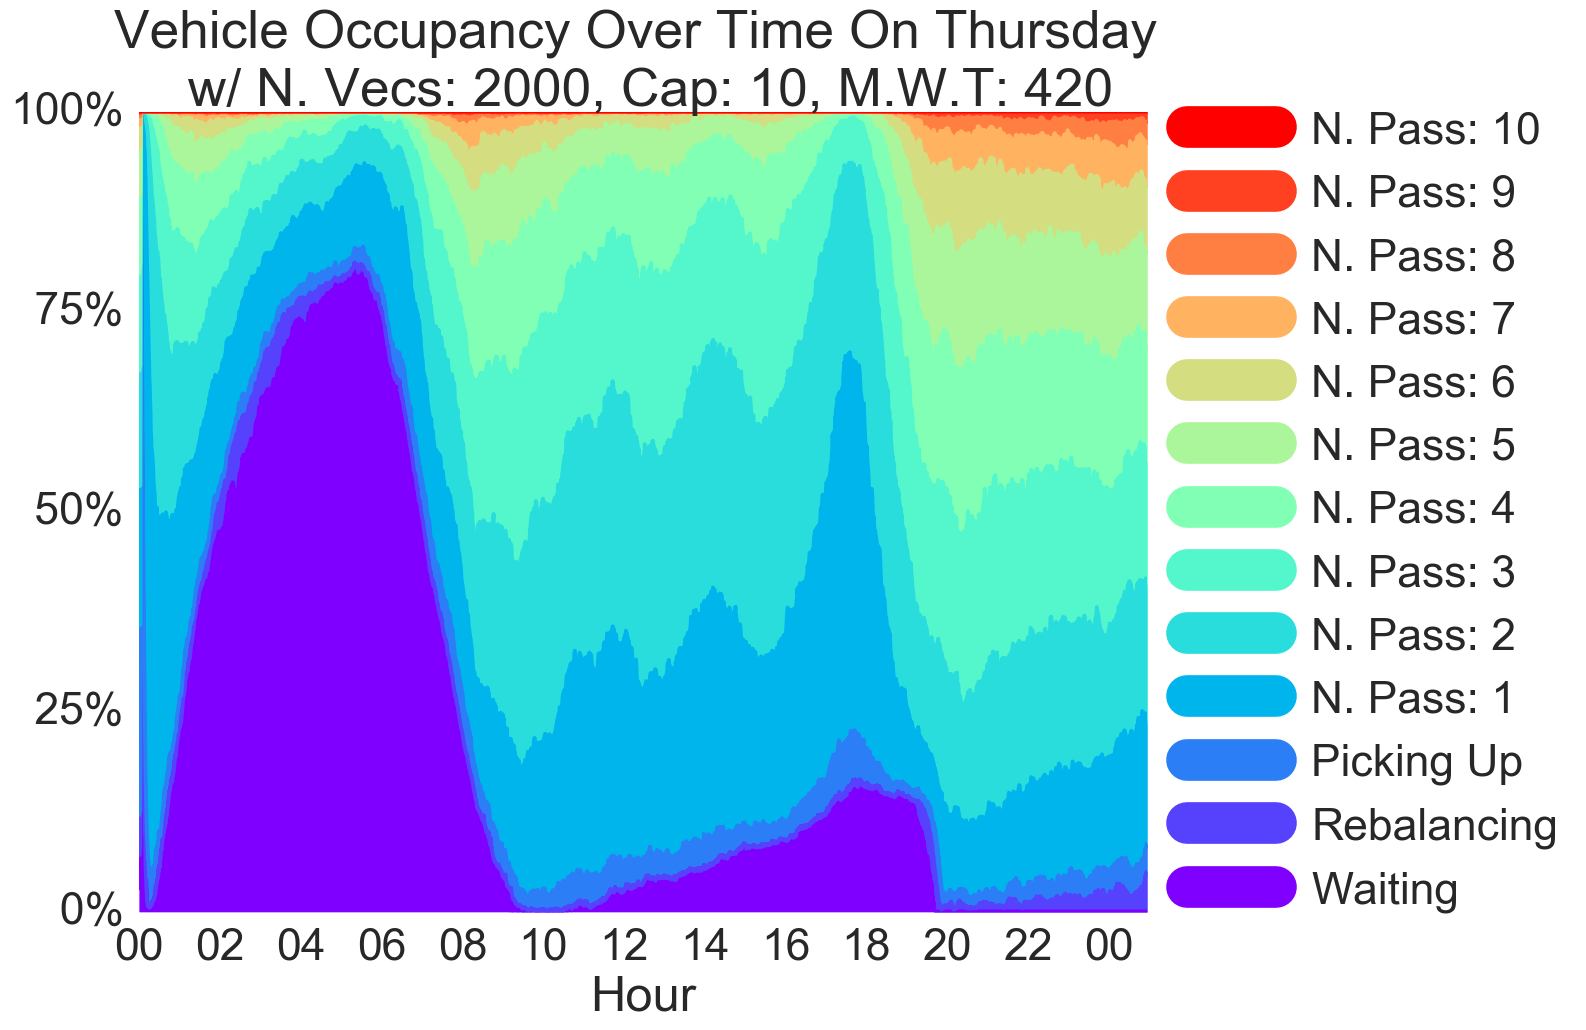 Vehicle Occupancy Over Time On Thursday
w/ N. Vecs: 2000, Cap: 10, M.W.T: 420
100%
75%
50%
25%
0%
00 02 04 06 08 10 12 14 16 18 20 22 00
Hour
N. Pass: 10
N. Pass: 9
N. Pass: 8
N. Pass: 7
N. Pass: 6
N. Pass: 5
N. Pass: 4
N. Pass: 3
N. Pass: 2
N. Pass: 1
Picking Up
Rebalancing
Waiting